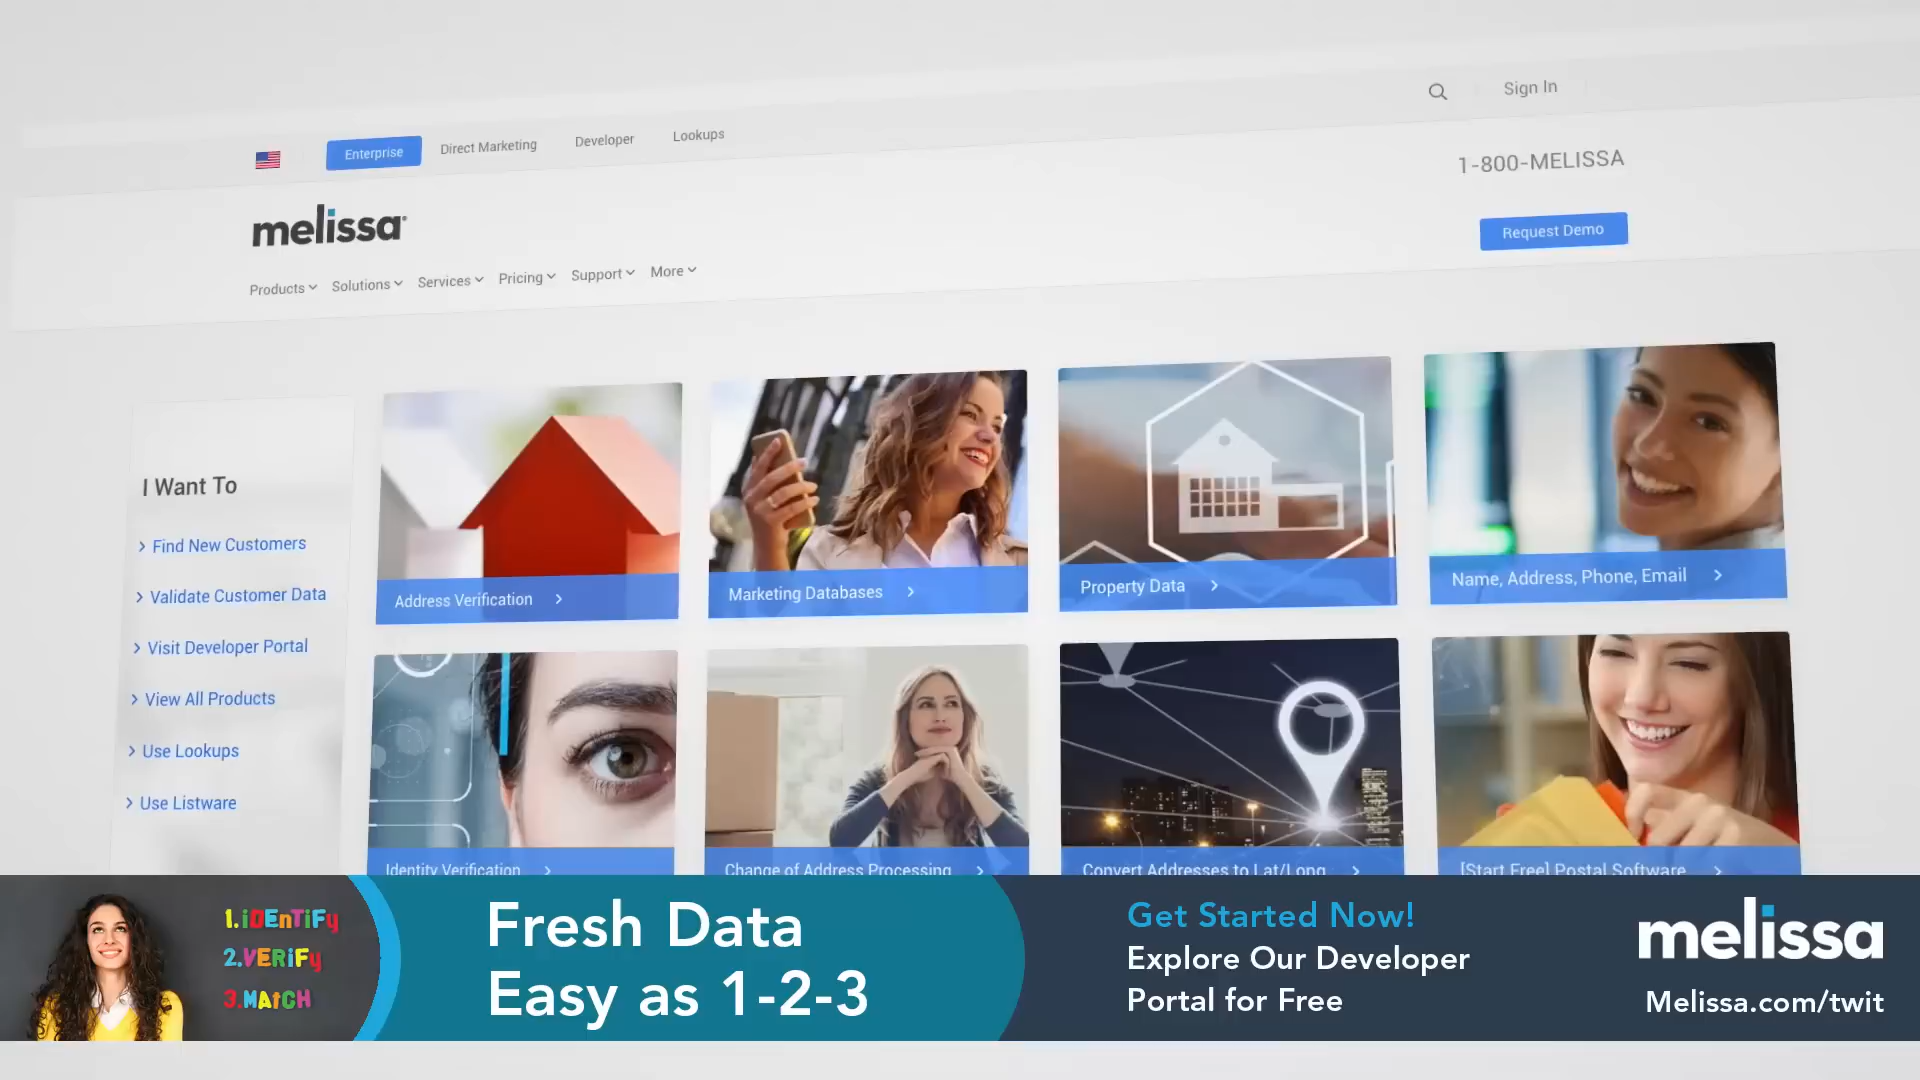 Sign In
Enterprise
Direct Marketing
Developer
Lookups
1-800-MELISSA
melissa
Request Demo
Products
Solutions
Services
Pricing
Support
More
I Want To
Find New Customers
Validate Customer Data
Visit Developer Portal
View All Products
Use Lookups
Use Listware
Address Verification
Marketing Databases
Property Data
Name, Address, Phone, Email
Identity Verification
Change of Address Processing
Convert Addresses to Lat/Long
[Start Free] Postal Software
1.iDEnTiFy
2.VERiFy
3.MAtCH
Fresh Data
Easy as 1-2-3
Get Started Now!
Explore Our Developer
Portal for Free
melissa
Melissa.com/twit